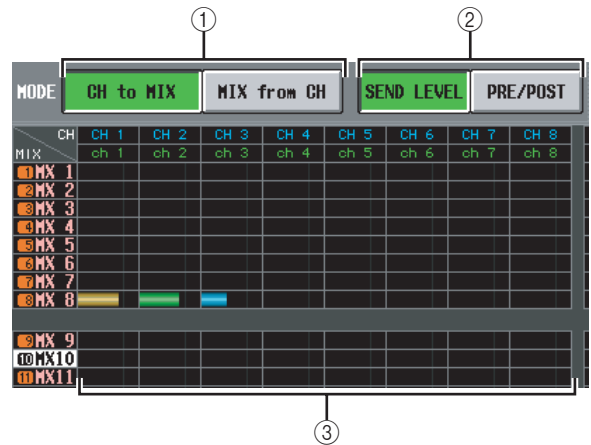 ① ②
MODE CH to MIX MIX from CH SEND LEVEL PRE/POST
CH CH 1 CH 2 CH 3 CH 4 CH 5 CH 6 CH 7 CH 8
MIX ch 1 ch 2 ch 3 ch 4 ch 5 ch 6 ch 7 ch 8
1 MX 1
2 MX 2
3 MX 3
4 MX 4
5 MX 5
6 MX 6
7 MX 7
8 MX 8
9 MX 9
10 MX10
11 MX11
③